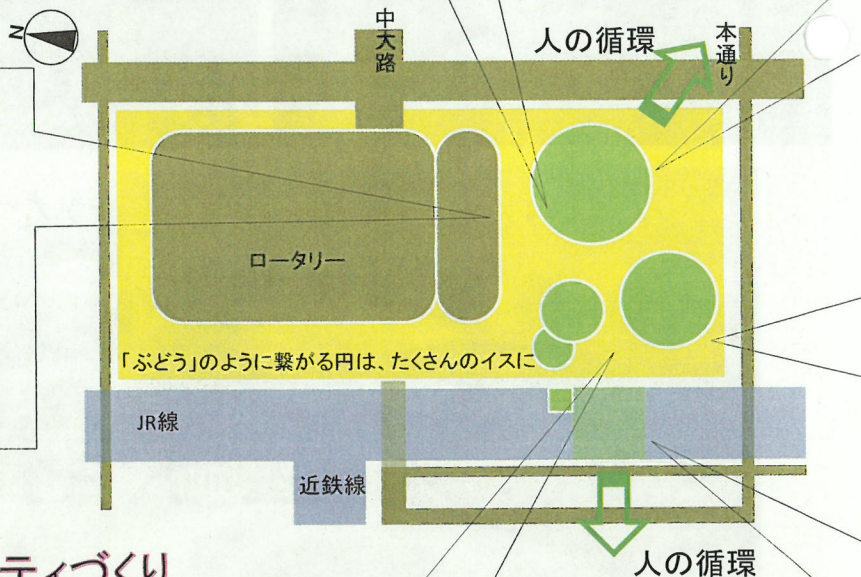 N
中大路
人の循環
本通り
ロータリー
「ぶどう」のように繋がる円は、たくさんのイスに
JR線
近鉄線
人の循環
ティづくり